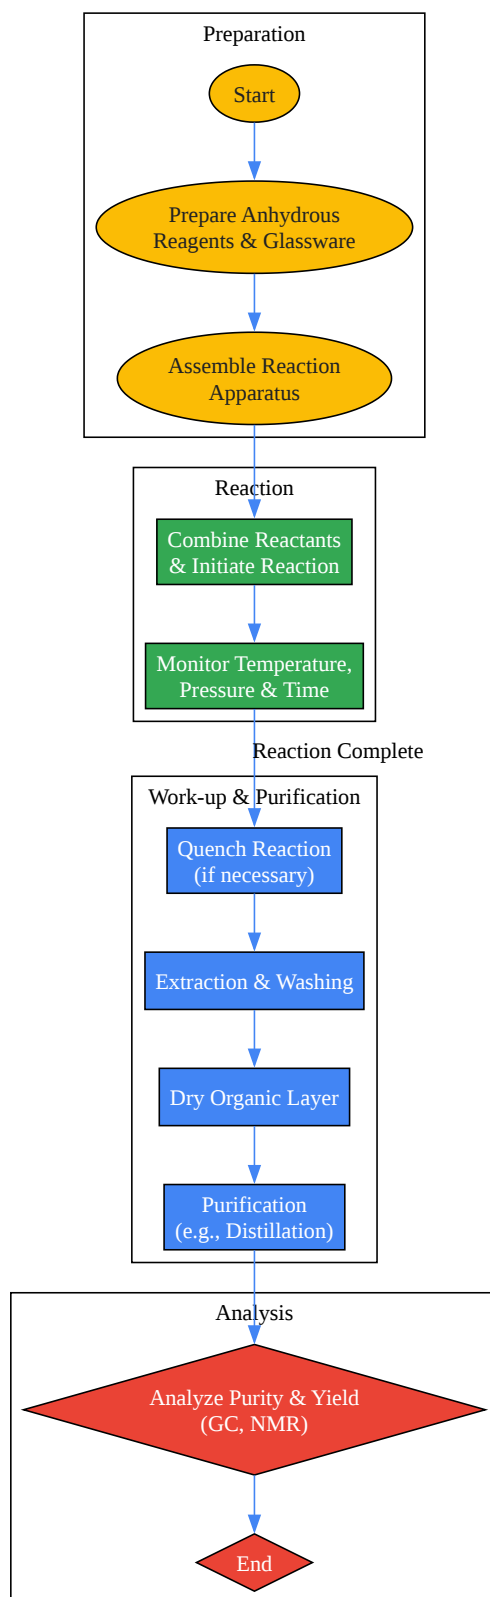 Preparation
Start
Prepare Anhydrous
Reagents & Glassware
Assemble Reaction
Apparatus
Reaction
Combine Reactants
& Initiate Reaction
Monitor Temperature,
Pressure & Time
Reaction Complete
Work-up & Purification
Quench Reaction
(if necessary)
Extraction & Washing
Dry Organic Layer
Purification
(e.g., Distillation)
Analysis
Analyze Purity & Yield
(GC, NMR)
End